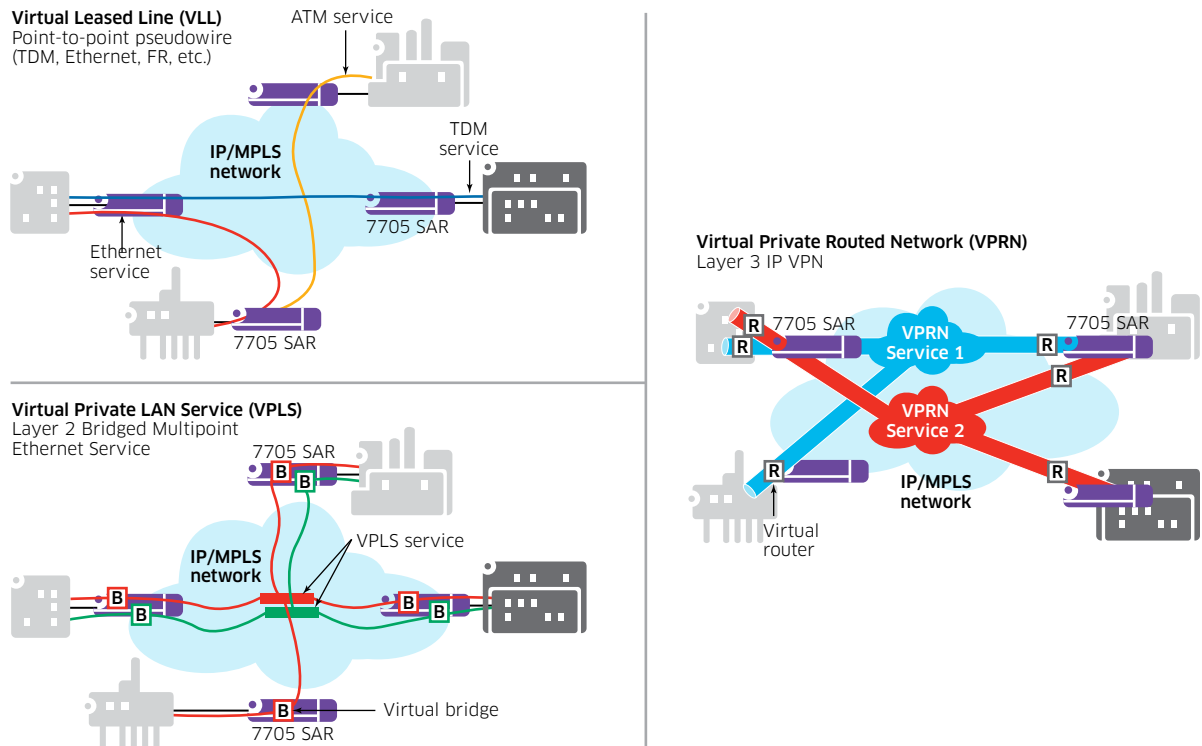 Virtual Leased Line (VLL)
Point-to-point pseudowire
(TDM, Ethernet, FR, etc.)
ATM service
IP/MPLS
network
TDM
service
7705 SAR
Ethernet
service
7705 SAR
Virtual Private LAN Service (VPLS)
Layer 2 Bridged Multipoint
Ethernet Service
7705 SAR
B
B
VPLS service
IP/MPLS
network
B
B
B
B
B
Virtual bridge
7705 SAR
Virtual Private Routed Network (VPRN)
Layer 3 IP VPN
R
7705 SAR
7705 SAR
R
VPRN
Service 1
R
R
VPRN
Service 2
R
R
IP/MPLS
network
Virtual
router